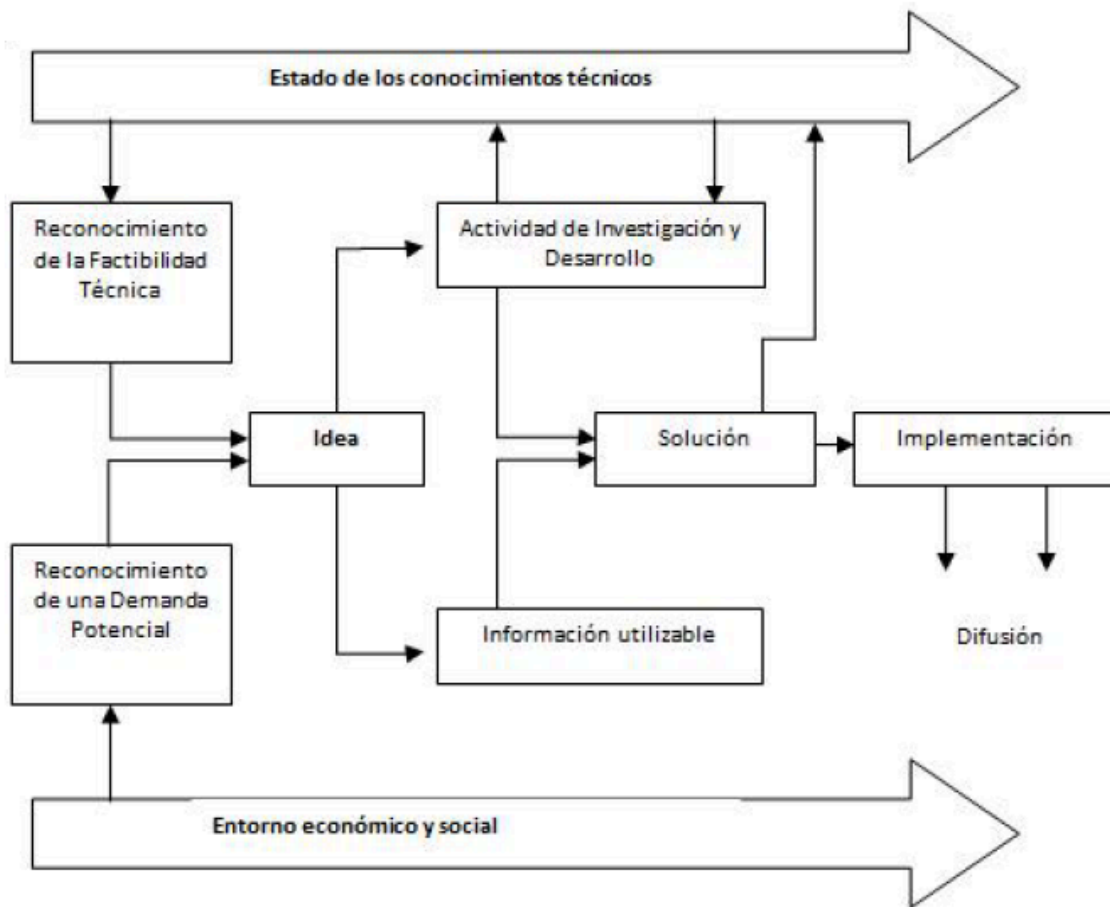 Estado de los conocimientos técnicos
Reconocimiento
de la Factibilidad
Técnica
Actividad de Investigación y
Desarrollo
Idea
Solución
Implementación
Reconocimiento
de una Demanda
Potencial
Información utilizable
Difusión
Entorno económico y social